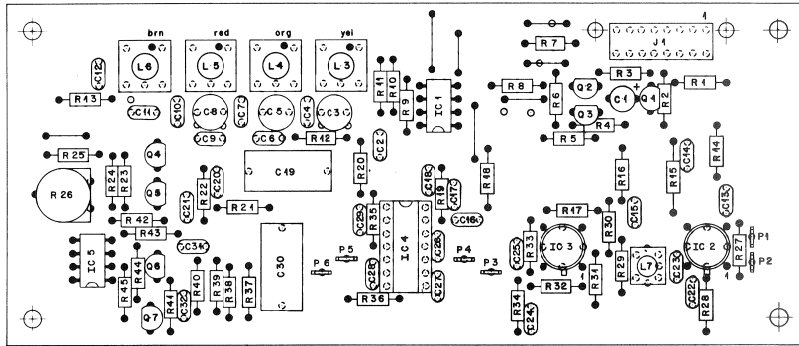 brn red org yel 1
J1
L6 L5 L4 L3
R7
C12 R11 R10 R8 R3 R1
R13 R9 IC1 R6 Q2 C1 + Q1 R2
C11 C10 C8 C7 C5 C4 C3 Q3 R4
C9 C6 R12 R5
C2 R14
Q4 C14
R25 R20 R18 R16 R15
R24 R23 C19 C18 R19 C17
R26 Q5 R22 C20 C13
C21 R21 R35 C16 R17 C15
R42 C29 R30
R43 C31 IC4 C26 R33 IC3 IC2 R27 P1
IC5 R44 Q6 C30 P5 P4 C25 R29 L7 C23 P2
P6 P3
R45 R40 R39 R38 R37 C28 C27 R31 1 1
R41 C32 R36 R32 C22 R28
Q7 R34 C24